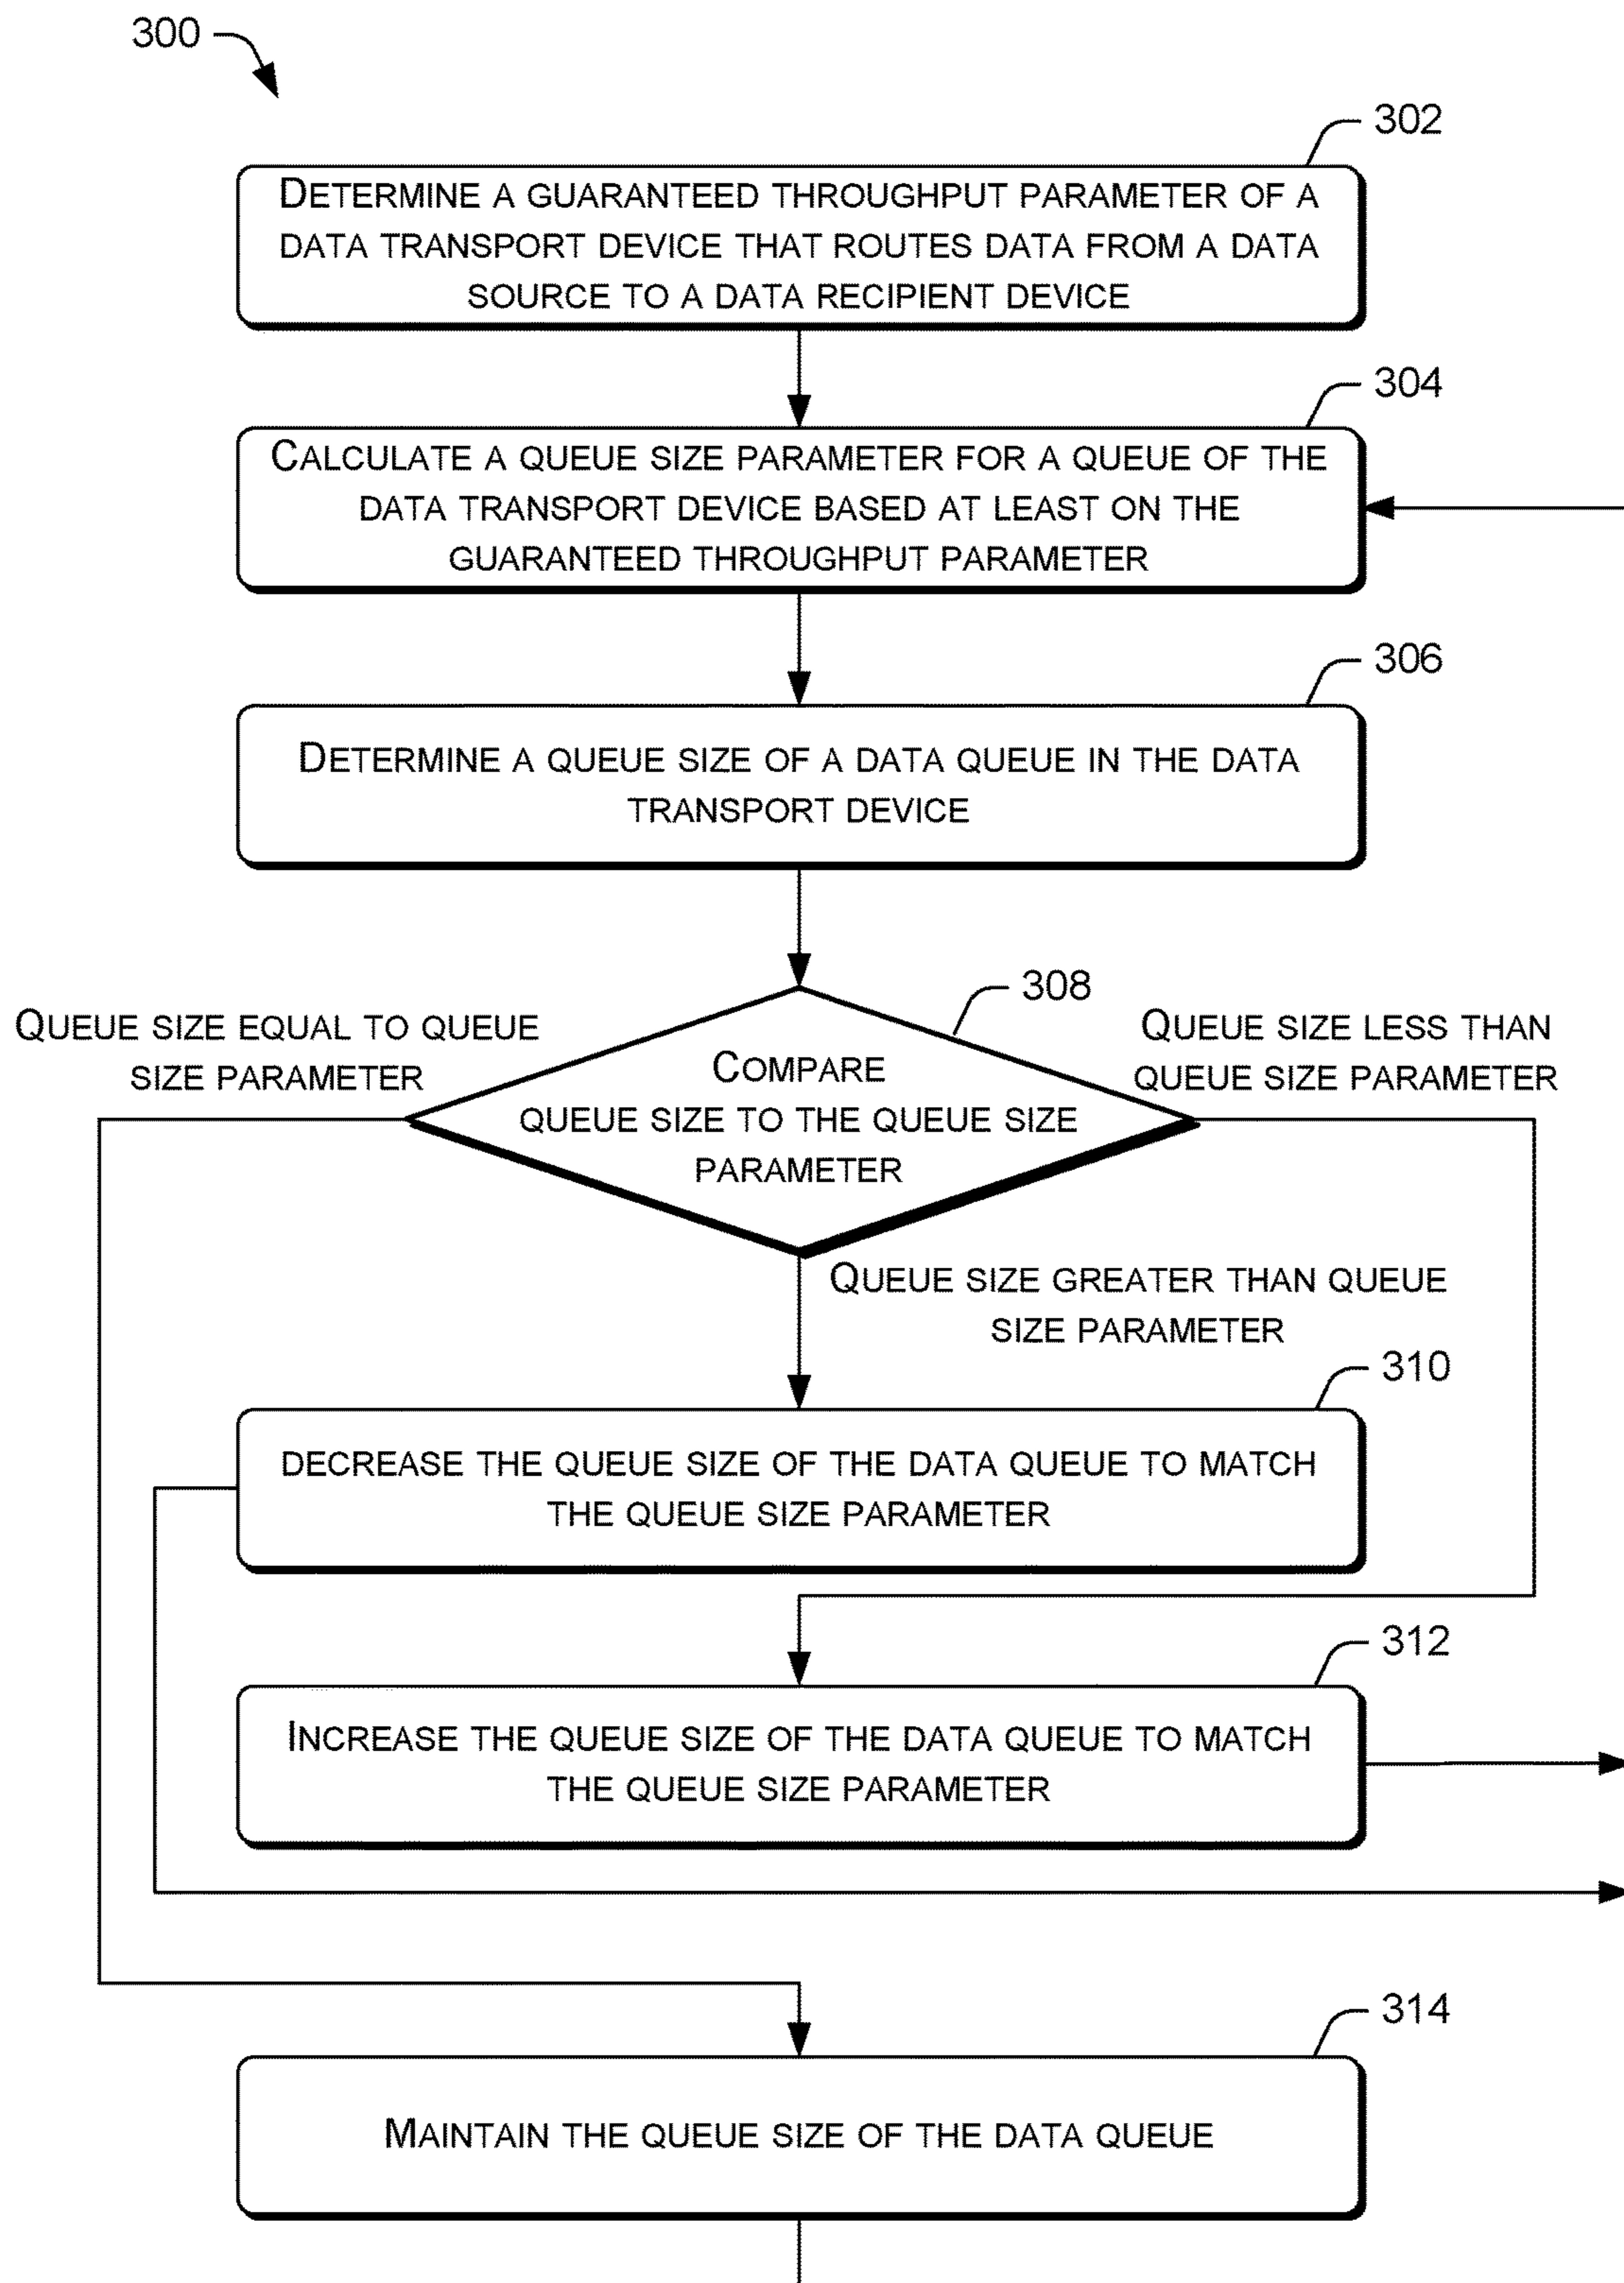 300
302
DETERMINE A GUARANTEED THROUGHPUT PARAMETER OF A
DATA TRANSPORT DEVICE THAT ROUTES DATA FROM A DATA
SOURCE TO A DATA RECIPIENT DEVICE
304
CALCULATE A QUEUE SIZE PARAMETER FOR A QUEUE OF THE
DATA TRANSPORT DEVICE BASED AT LEAST ON THE
GUARANTEED THROUGHPUT PARAMETER
306
DETERMINE A QUEUE SIZE OF A DATA QUEUE IN THE DATA
TRANSPORT DEVICE
308
QUEUE SIZE EQUAL TO QUEUE
SIZE PARAMETER
COMPARE
QUEUE SIZE TO THE QUEUE SIZE
PARAMETER
QUEUE SIZE LESS THAN
QUEUE SIZE PARAMETER
QUEUE SIZE GREATER THAN QUEUE
SIZE PARAMETER
310
DECREASE THE QUEUE SIZE OF THE DATA QUEUE TO MATCH
THE QUEUE SIZE PARAMETER
312
INCREASE THE QUEUE SIZE OF THE DATA QUEUE TO MATCH
THE QUEUE SIZE PARAMETER
314
MAINTAIN THE QUEUE SIZE OF THE DATA QUEUE